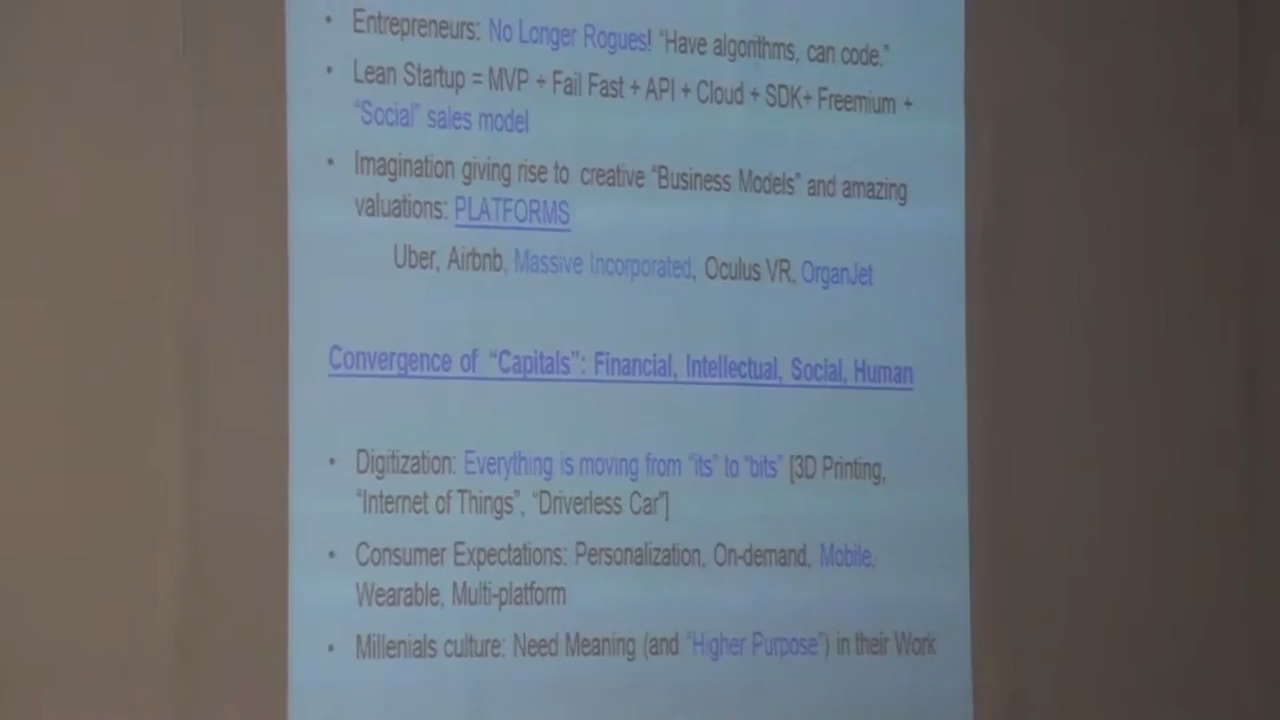 • Entrepreneurs: No Longer Rogues! “Have algorithms, can code.”
• Lean Startup = MVP + Fail Fast + API + Cloud + SDK+ Freemium +
“Social” sales model
• Imagination giving rise to creative “Business Models” and amazing
valuations: PLATFORMS
Uber, Airbnb, Massive Incorporated, Oculus VR, OrganJet
Convergence of “Capitals”: Financial, Intellectual, Social, Human
• Digitization: Everything is moving from “its” to “bits” [3D Printing,
“Internet of Things”, “Driverless Car”]
• Consumer Expectations: Personalization, On-demand, Mobile,
Wearable, Multi-platform
• Millenials culture: Need Meaning (and “Higher Purpose”) in their Work